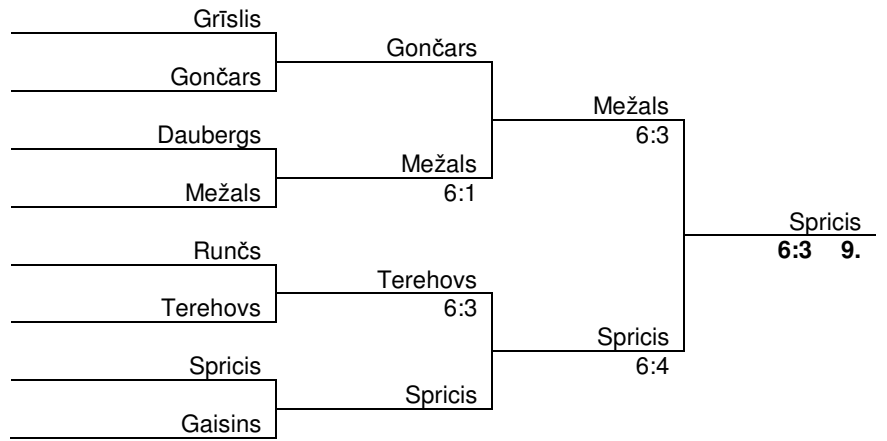 Grīslis
Gončars
Gončars
Daubergs
Mežals
6:3
Mežals
6:1
Mežals
Spricis
6:3 9.
Runčs
Terehovs
6:3
Terehovs
Spricis
6:4
Spricis
Spricis
Gaisins